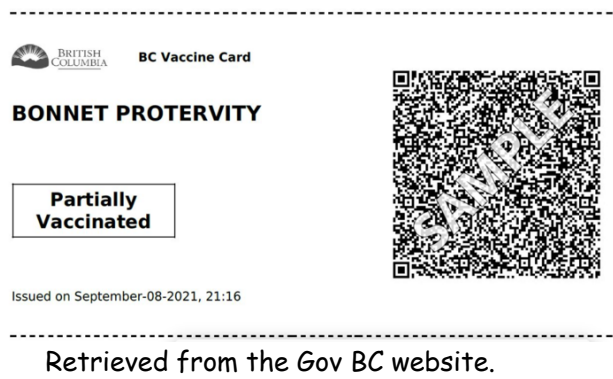 BRITISH
COLUMBIA
BC Vaccine Card
BONNET PROTERVITY
SAMPLE
Partially
Vaccinated
Issued on September-08-2021, 21:16
Retrieved from the Gov BC website.